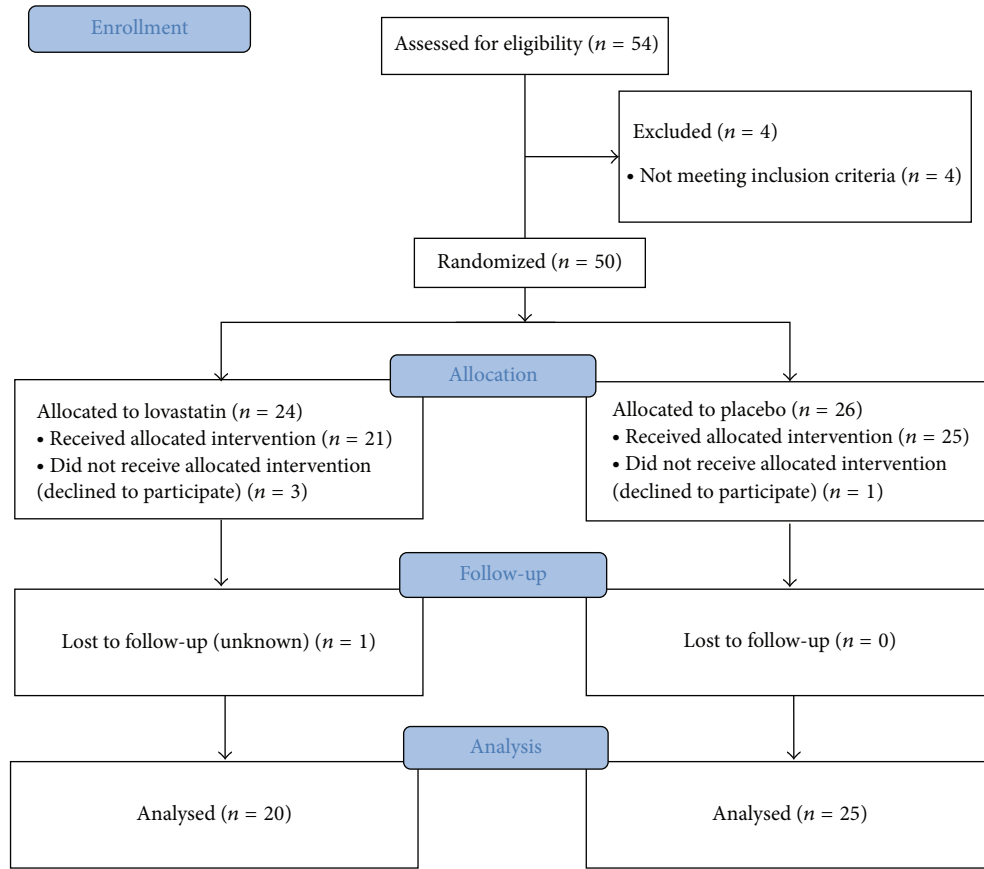 Enrollment
Assessed for eligibility (n = 54)
Excluded (n = 4)
• Not meeting inclusion criteria (n = 4)
Randomized (n = 50)
Allocation
Allocated to lovastatin (n = 24)
• Received allocated intervention (n = 21)
• Did not receive allocated intervention
(declined to participate) (n = 3)
Allocated to placebo (n = 26)
• Received allocated intervention (n = 25)
• Did not receive allocated intervention
(declined to participate) (n = 1)
Follow-up
Lost to follow-up (unknown) (n = 1)
Lost to follow-up (n = 0)
Analysis
Analysed (n = 20)
Analysed (n = 25)